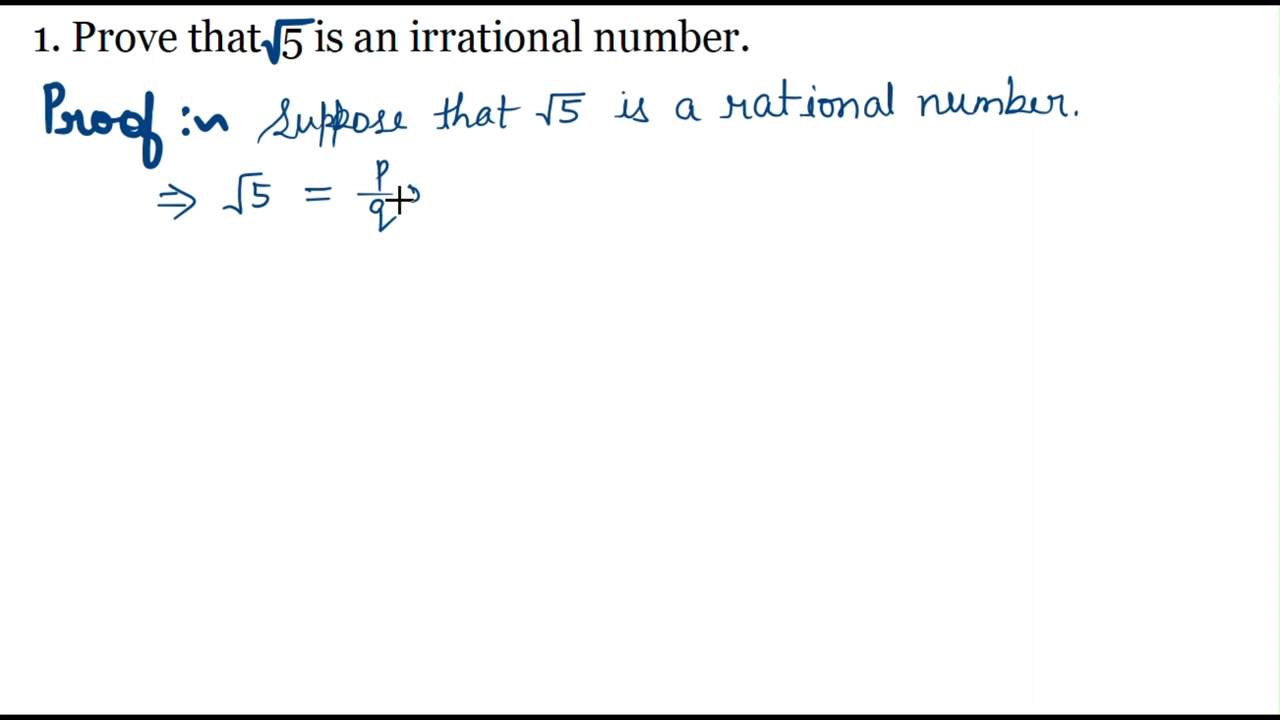 1. Prove that √5 is an irrational number.
Proof :~ Suppose that √5 is a rational number.
⇒ √5 = p/q,